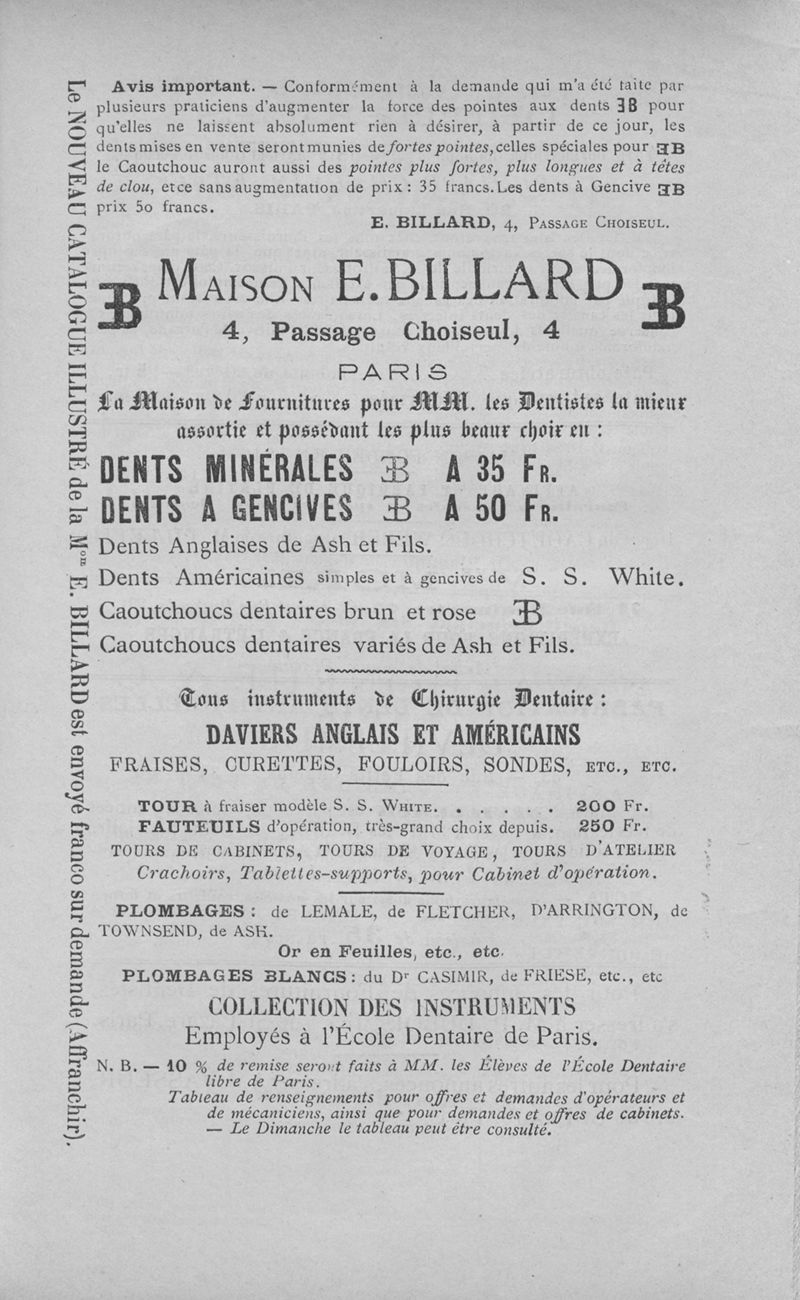 Avis important. — Conformément à la demande qui m'a été faite par
plusieurs praticiens d'augmenter la force des pointes aux dents 3B pour
qu'elles ne laissent absolument rien à désirer, à partir de ce jour, les
dents mises en vente seront munies de fortes pointes, celles spéciales pour ƎB
le Caoutchouc auront aussi des pointes plus fortes, plus longues et à têtes
de clou, et ce sans augmentation de prix : 35 francs. Les dents à Gencive ƎB
prix 5o francs.
E. BILLARD, 4, Passage Choiseul.
ƎB MAISON E. BILLARD ƎB
4, Passage Choiseul, 4
PARIS
La Maison de Fournitures pour MM. les Dentistes la mieux
assortie et possédant les plus beaux choix en :
DENTS MINÉRALES ƎB A 35 FR.
DENTS A GENCIVES ƎB A 50 FR.
Dents Anglaises de Ash et Fils.
Dents Américaines simples et à gencives de S. S. White.
Caoutchoucs dentaires brun et rose ƎB
Caoutchoucs dentaires variés de Ash et Fils.
Tous instruments de Chirurgie Dentaire :
DAVIERS ANGLAIS ET AMÉRICAINS
FRAISES, CURETTES, FOULOIRS, SONDES, ETC., ETC.
TOUR à fraiser modèle S. S. WHITE. . . . . . 200 Fr.
FAUTEUILS d'opération, très-grand choix depuis. 250 Fr.
TOURS DE CABINETS, TOURS DE VOYAGE, TOURS D'ATELIER
Crachoirs, Tablettes-supports, pour Cabinet d'opération.
PLOMBAGES : de LEMALE, de FLETCHER, D'ARRINGTON, de
TOWNSEND, de ASH.
Or en Feuilles, etc., etc.
PLOMBAGES BLANCS : du Dr CASIMIR, de FRIESE, etc., etc
COLLECTION DES INSTRUMENTS
Employés à l'École Dentaire de Paris.
N. B. — 10 % de remise seront faits à MM. les Élèves de l'École Dentaire
libre de Paris.
Tableau de renseignements pour offres et demandes d'opérateurs et
de mécaniciens, ainsi que pour demandes et offres de cabinets.
— Le Dimanche le tableau peut être consulté.
Le NOUVEAU CATALOGUE ILLUSTRÉ de la Mon E. BILLARD est envoyé franco sur demande (Affranchir).